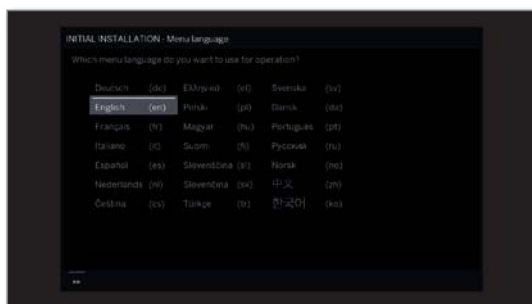 INITIAL INSTALLATION - Menu language
Which menu language do you want to use for operation?
Deutsch (de) Ελληνικά (el) Svenska (sv)
English (en) Polski (pl) Dansk (da)
Français (fr) Magyar (hu) Português (pt)
Italiano (it) Suomi (fi) Русский (ru)
Español (es) Slovenščina (sl) Norsk (no)
Nederlands (nl) Slovenčina (sk) 中文 (zh)
Čeština (cs) Türkçe (tr) 한국어 (ko)